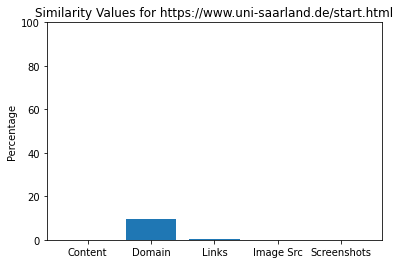 Similarity Values for https://www.uni-saarland.de/start.html
100
80
60
40
20
0
Percentage
Content Domain Links Image Src Screenshots